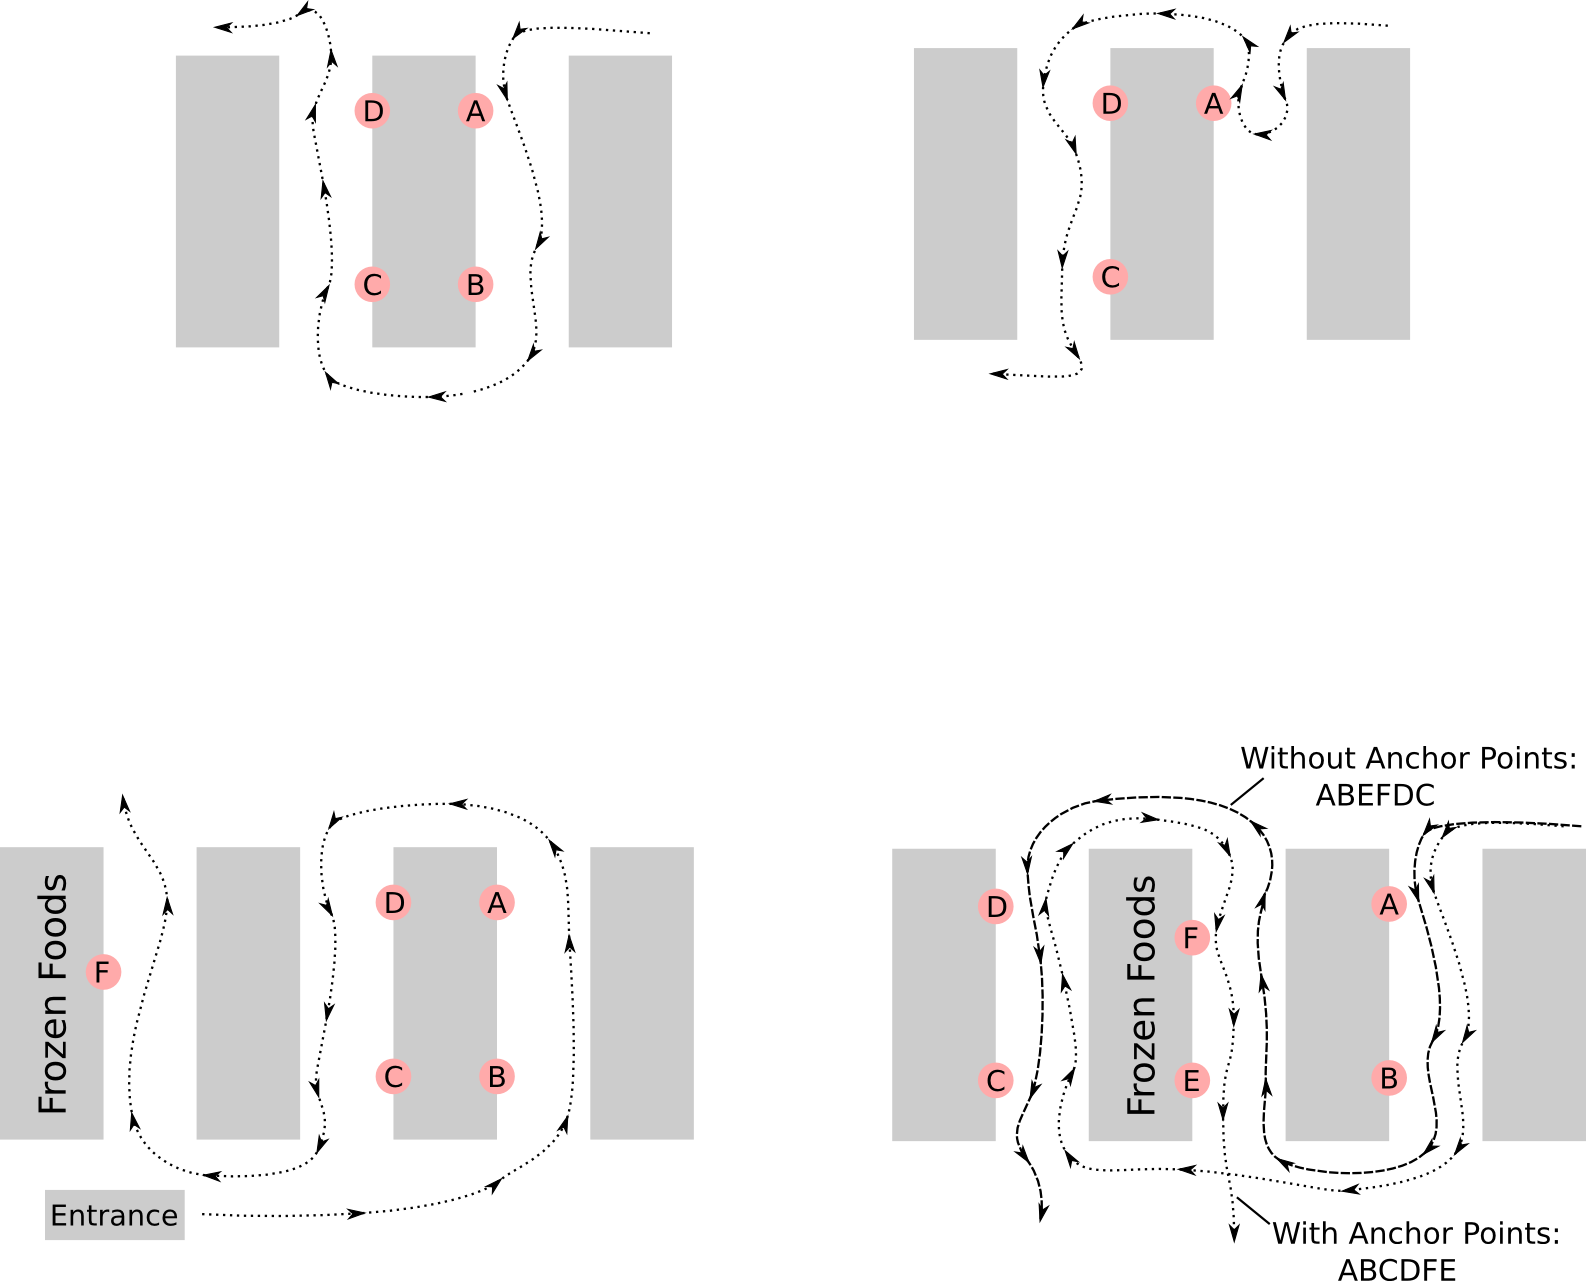 D
A
C
B
D
A
C
D
A
F
C
B
Frozen Foods
Entrance
Without Anchor Points:
ABEFDC
D
A
F
C
E
B
Frozen Foods
With Anchor Points:
ABCDFE